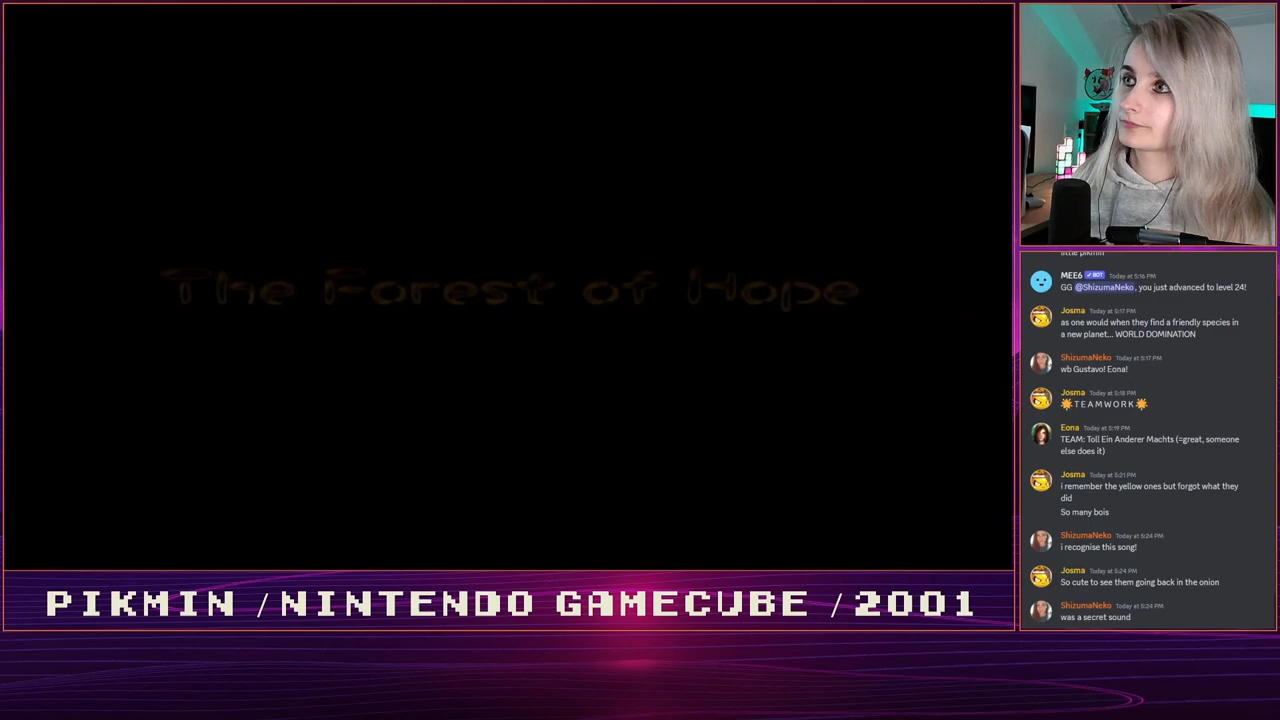 The Forest of Hope
PIKMIN / NINTENDO GAMECUBE / 2001
little pikmin
MEE6 ✓ BOT Today at 5:16 PM
GG @ShizumaNeko, you just advanced to level 24!
Josma Today at 5:17 PM
as one would when they find a friendly species in
a new planet... WORLD DOMINATION
ShizumaNeko Today at 5:17 PM
wb Gustavo! Eona!
Josma Today at 5:18 PM
T E A M W O R K
Eona Today at 5:19 PM
TEAM: Toll Ein Anderer Machts (=great, someone
else does it)
Josma Today at 5:21 PM
i remember the yellow ones but forgot what they
did
So many bois
ShizumaNeko Today at 5:24 PM
i recognise this song!
Josma Today at 5:24 PM
So cute to see them going back in the onion
ShizumaNeko Today at 5:24 PM
was a secret sound